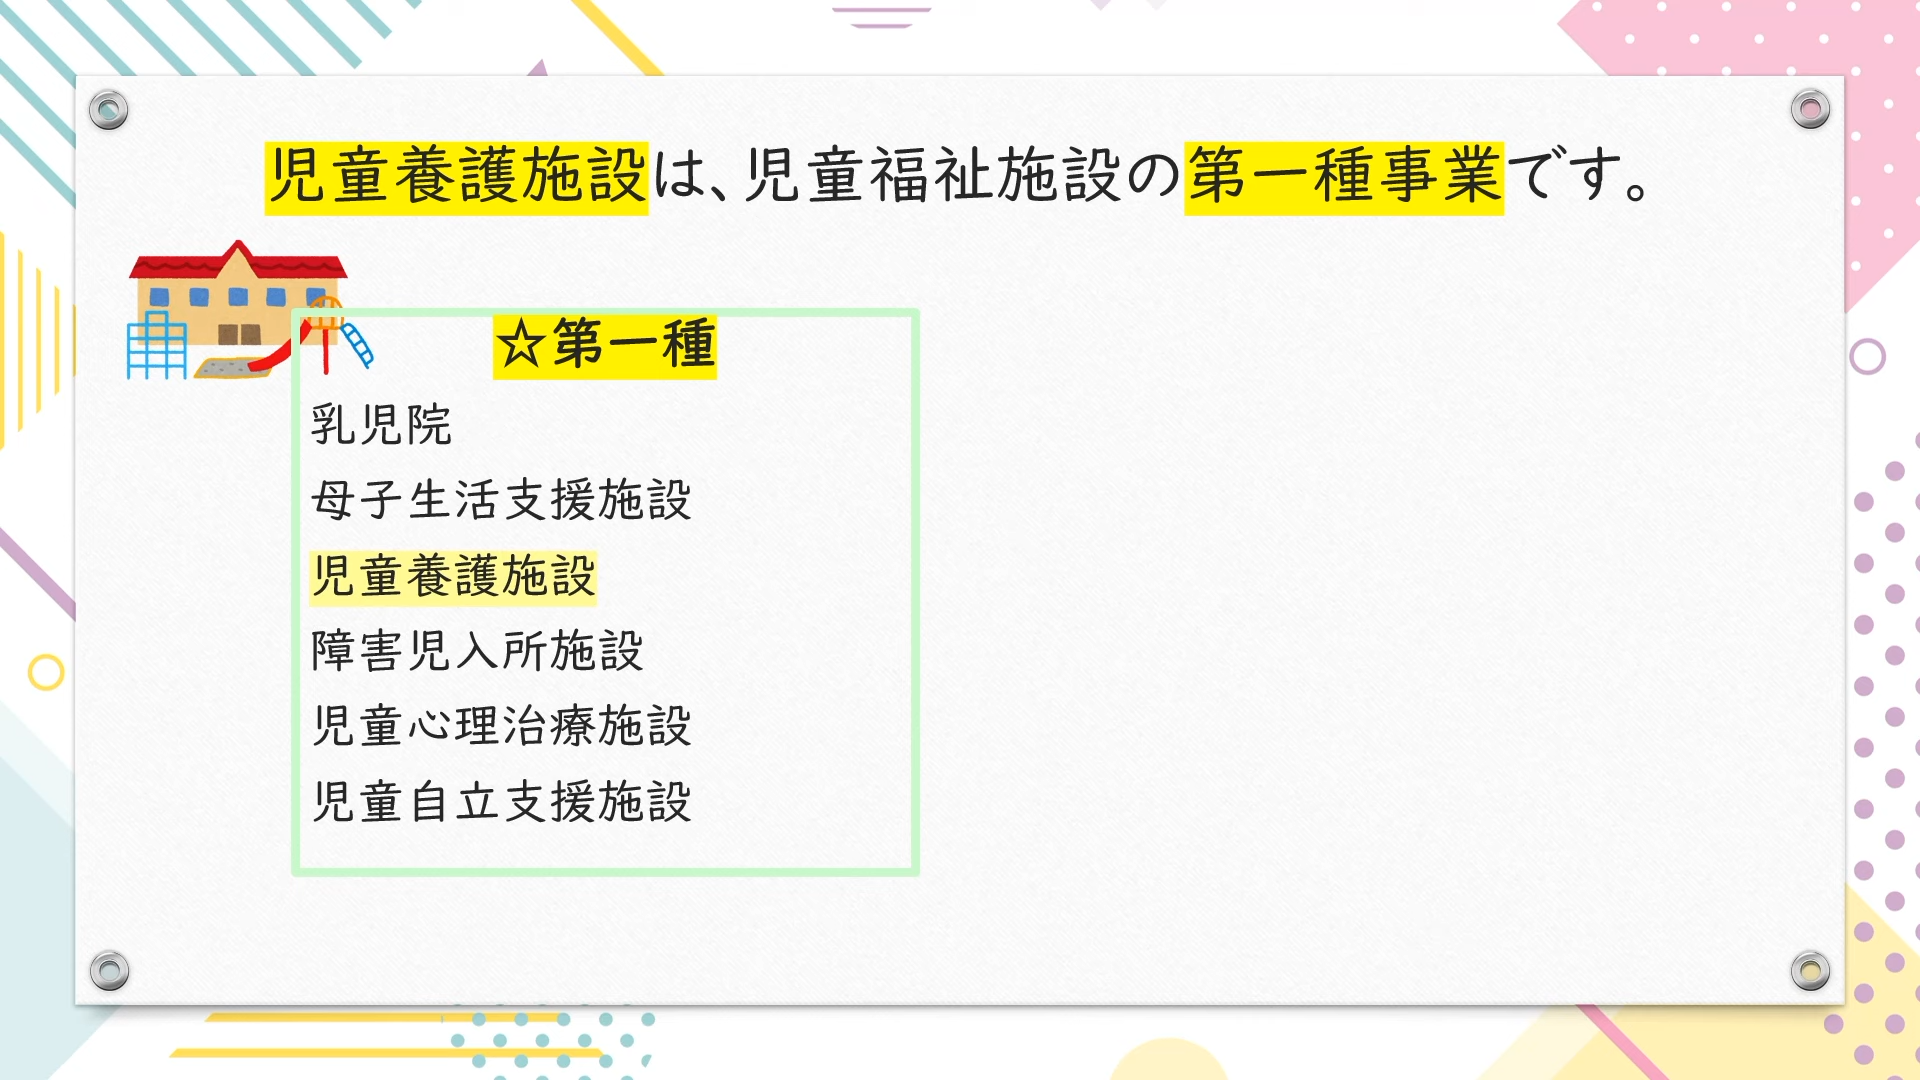 児童養護施設は、児童福祉施設の第一種事業です。
☆第一種
乳児院
母子生活支援施設
児童養護施設
障害児入所施設
児童心理治療施設
児童自立支援施設